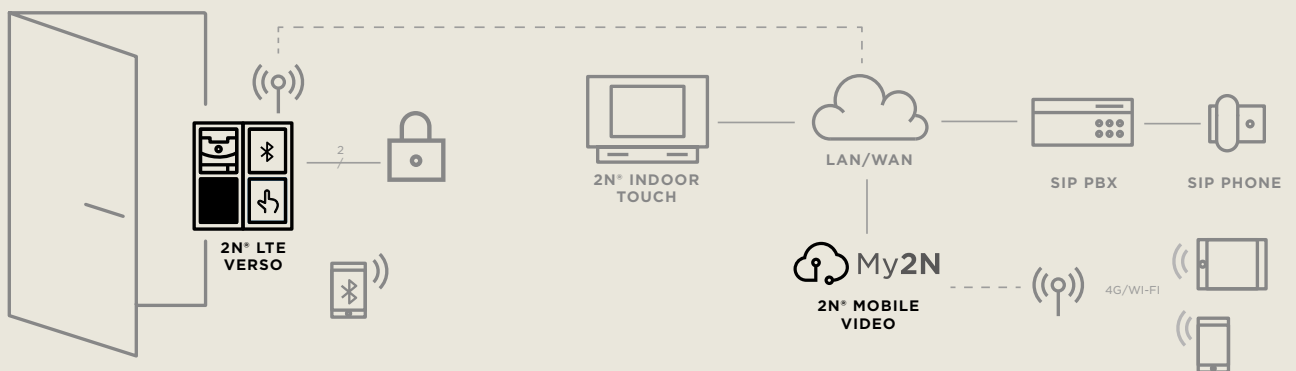 2N® LTE
VERSO
2
2N® INDOOR
TOUCH
LAN/WAN
SIP PBX
SIP PHONE
My2N
2N® MOBILE
VIDEO
4G/WI-FI